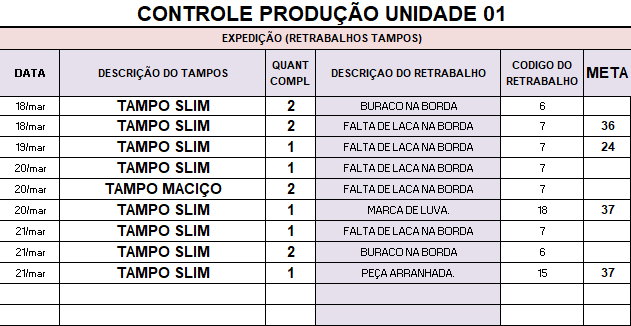 CONTROLE PRODUÇÃO UNIDADE 01
EXPEDIÇÃO (RETRABALHOS TAMPOS)
DATA DESCRIÇÃO DO TAMPOS QUANT COMPL DESCRIÇAO DO RETRABALHO CODIGO DO RETRABALHO META
18/mar TAMPO SLIM 2 BURACO NA BORDA 6
18/mar TAMPO SLIM 2 FALTA DE LACA NA BORDA 7 36
19/mar TAMPO SLIM 1 FALTA DE LACA NA BORDA 7 24
20/mar TAMPO SLIM 1 FALTA DE LACA NA BORDA 7
20/mar TAMPO MACIÇO 2 FALTA DE LACA NA BORDA 7
20/mar TAMPO SLIM 1 MARCA DE LUVA. 18 37
21/mar TAMPO SLIM 1 FALTA DE LACA NA BORDA 7
21/mar TAMPO SLIM 2 BURACO NA BORDA 6
21/mar TAMPO SLIM 1 PEÇA ARRANHADA. 15 37